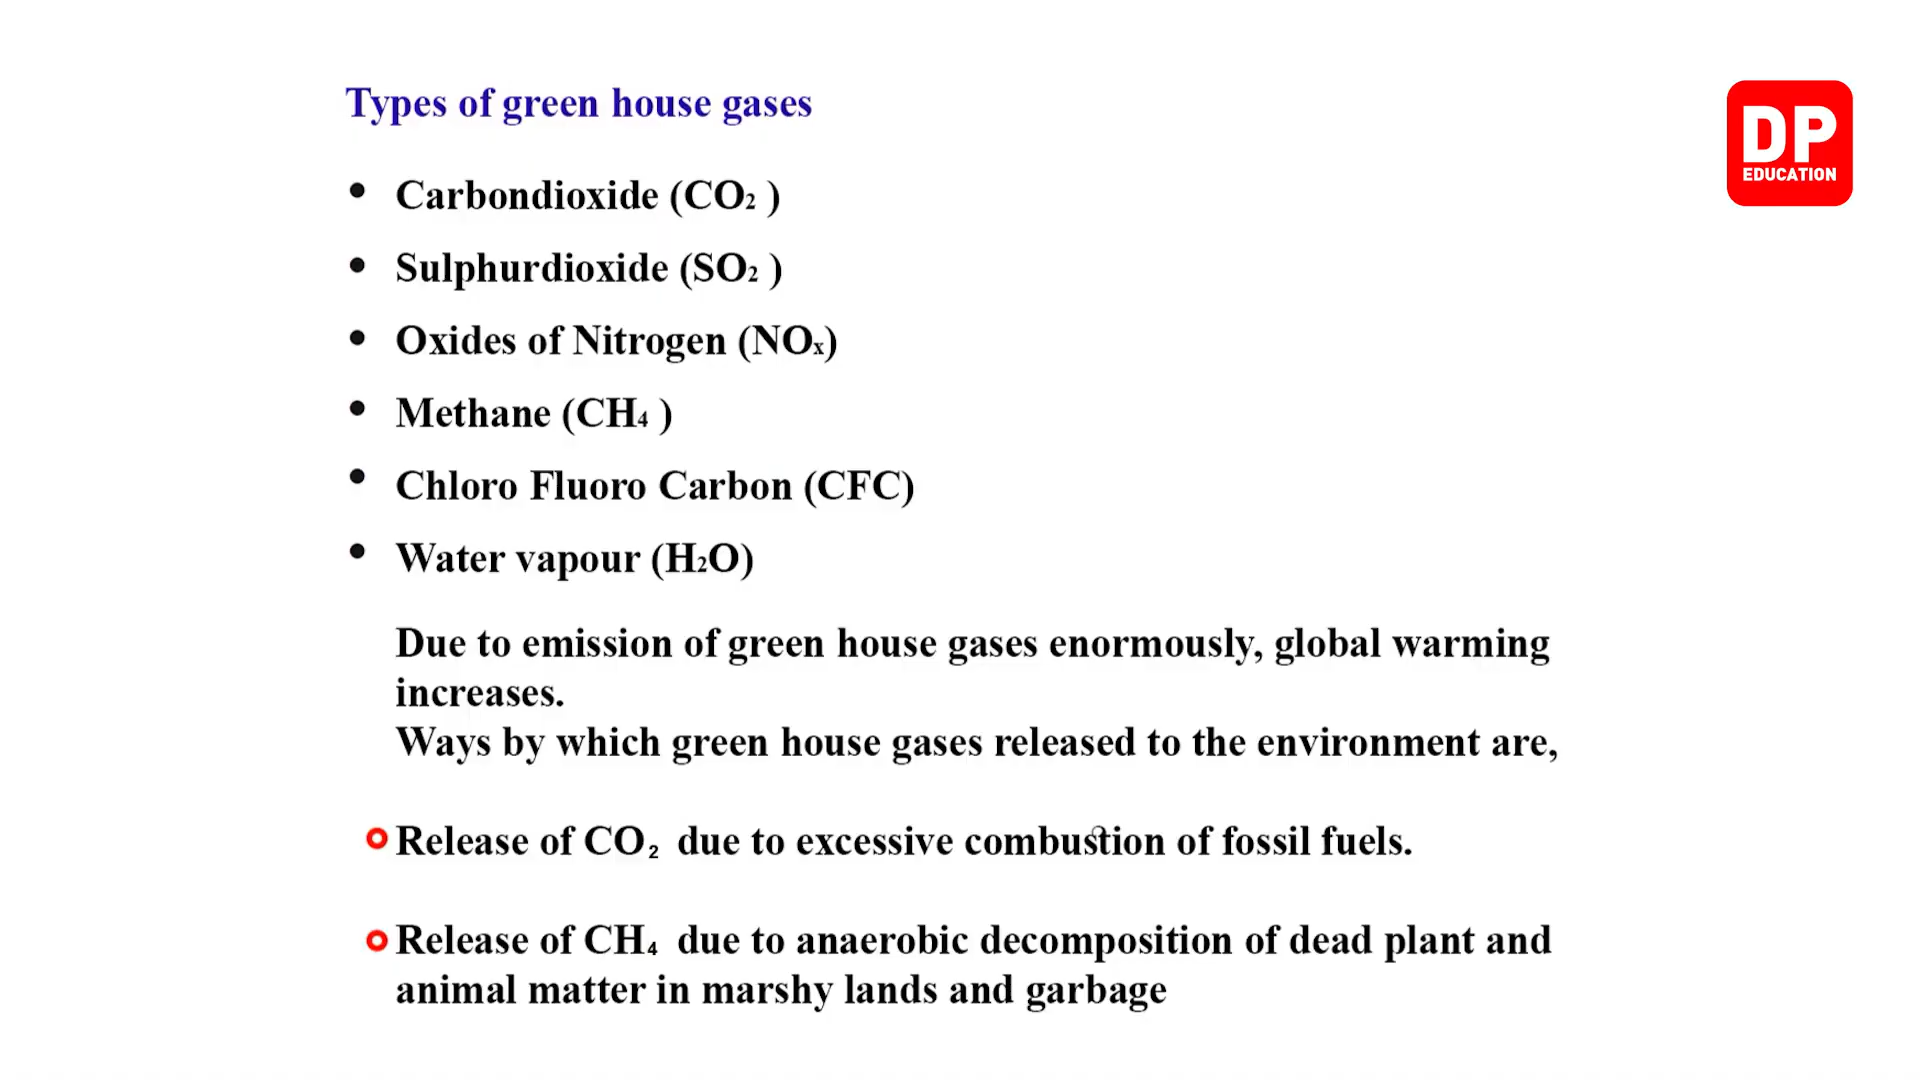 Types of green house gases
DP
EDUCATION
• Carbondioxide (CO₂ )
• Sulphurdioxide (SO₂ )
• Oxides of Nitrogen (NOₓ)
• Methane (CH₄ )
• Chloro Fluoro Carbon (CFC)
• Water vapour (H₂O)
Due to emission of green house gases enormously, global warming
increases.
Ways by which green house gases released to the environment are,
Release of CO₂ due to excessive combustion of fossil fuels.
Release of CH₄ due to anaerobic decomposition of dead plant and
animal matter in marshy lands and garbage